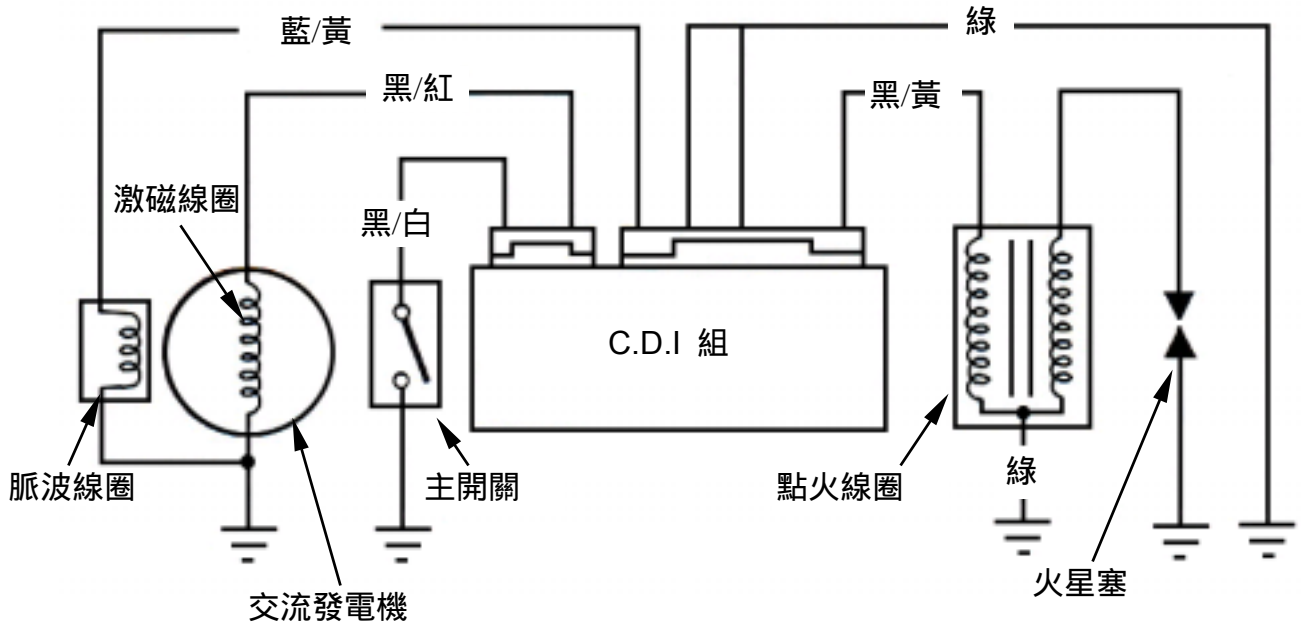 藍/黃
綠
黑/紅
黑/黃
激磁線圈
黑/白
C.D.I 組
脈波線圈
主開關
點火線圈
綠
火星塞
交流發電機